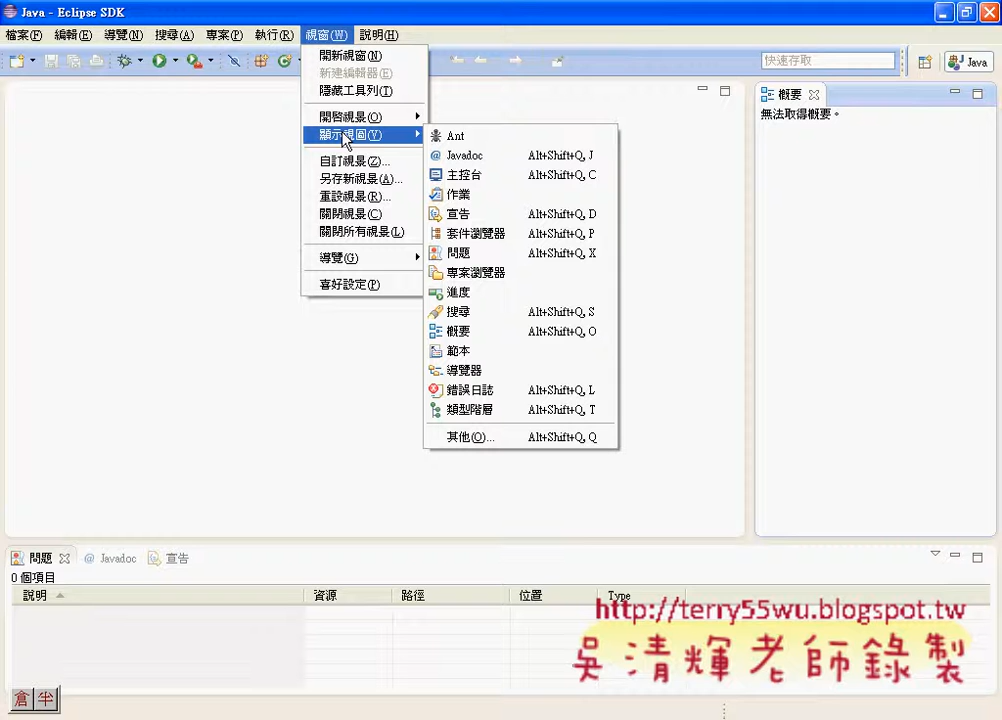 Java - Eclipse SDK
檔案(F) 編輯(E) 導覽(N) 搜尋(A) 專案(P) 執行(R) 視窗(W) 說明(H)
快速存取
Java
開新視窗(N)
新建編輯器(E)
隱藏工具列(I)
開啓視景(O)
顯示視圖(Y)
自訂視景(Z)...
另存新視景(A)...
重設視景(R)...
關閉視景(C)
關閉所有視景(L)
導覽(G)
喜好設定(P)
Ant
Javadoc Alt+Shift+Q, J
主控台 Alt+Shift+Q, C
作業
宣告 Alt+Shift+Q, D
套件瀏覽器 Alt+Shift+Q, P
問題 Alt+Shift+Q, X
專案瀏覽器
進度
搜尋 Alt+Shift+Q, S
概要 Alt+Shift+Q, O
範本
導覽器
錯誤日誌 Alt+Shift+Q, L
類型階層 Alt+Shift+Q, T
其他(O)... Alt+Shift+Q, Q
概要
無法取得概要。
問題 Javadoc 宣告
0 個項目
說明 資源 路徑 位置 Type
http://terry55wu.blogspot.tw
吳清輝老師錄製
倉 半